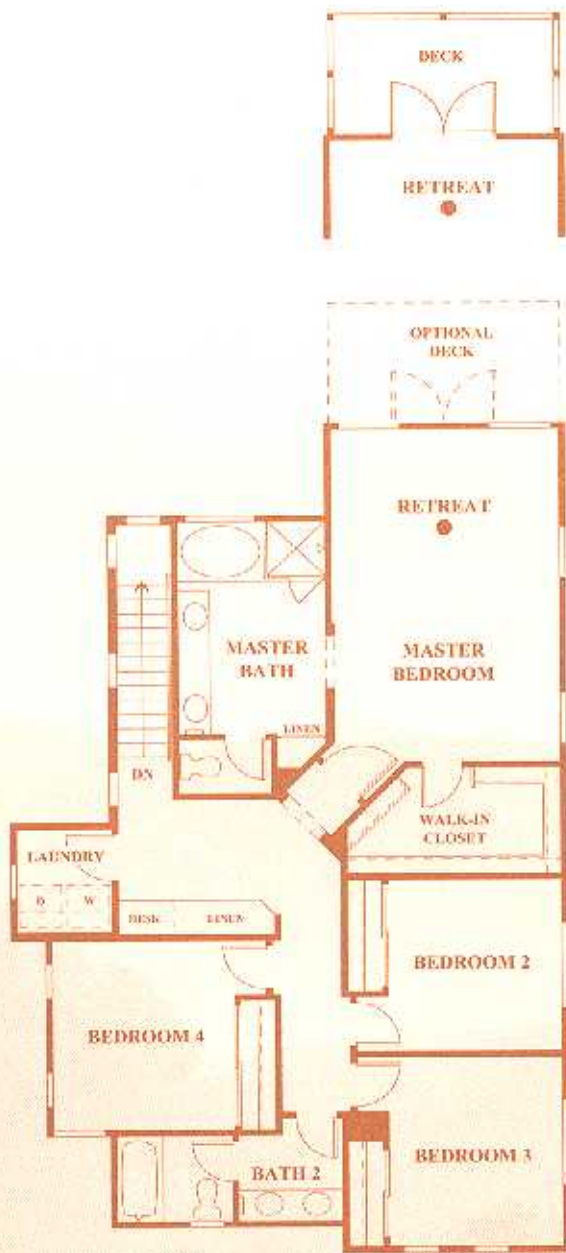 DECK
RETREAT
OPTIONAL
DECK
RETREAT
MASTER
BATH
MASTER
BEDROOM
LINEN
DN
WALK-IN
CLOSET
LAUNDRY
D W
DESK LINEN
BEDROOM 2
BEDROOM 4
BEDROOM 3
BATH 2